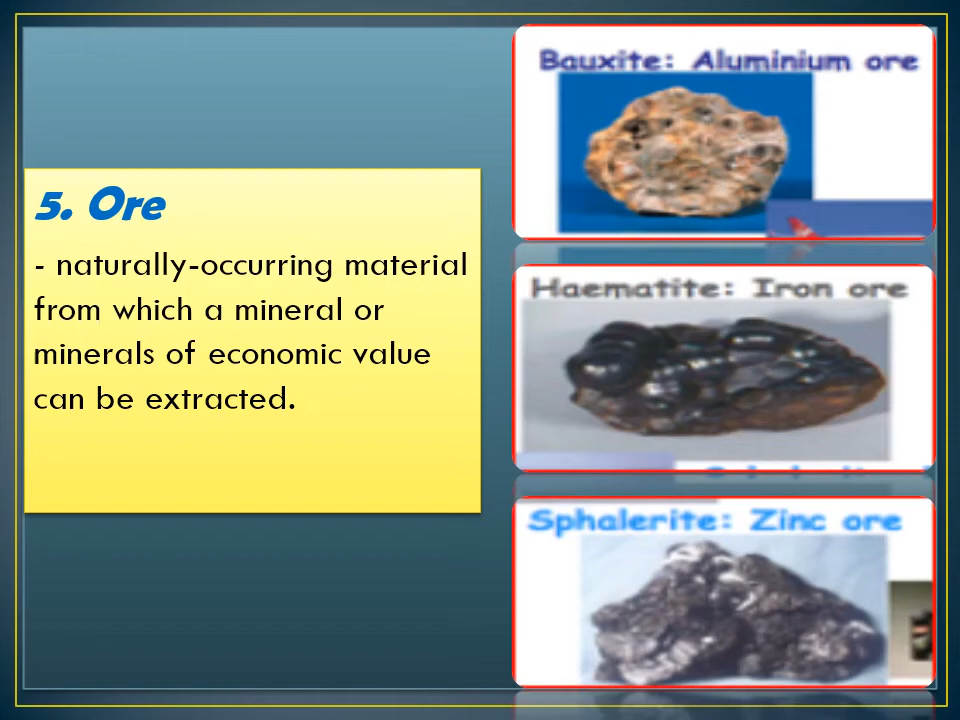 5. Ore
- naturally-occurring material
from which a mineral or
minerals of economic value
can be extracted.
Bauxite: Aluminium ore
Haematite: Iron ore
Sphalerite: Zinc ore